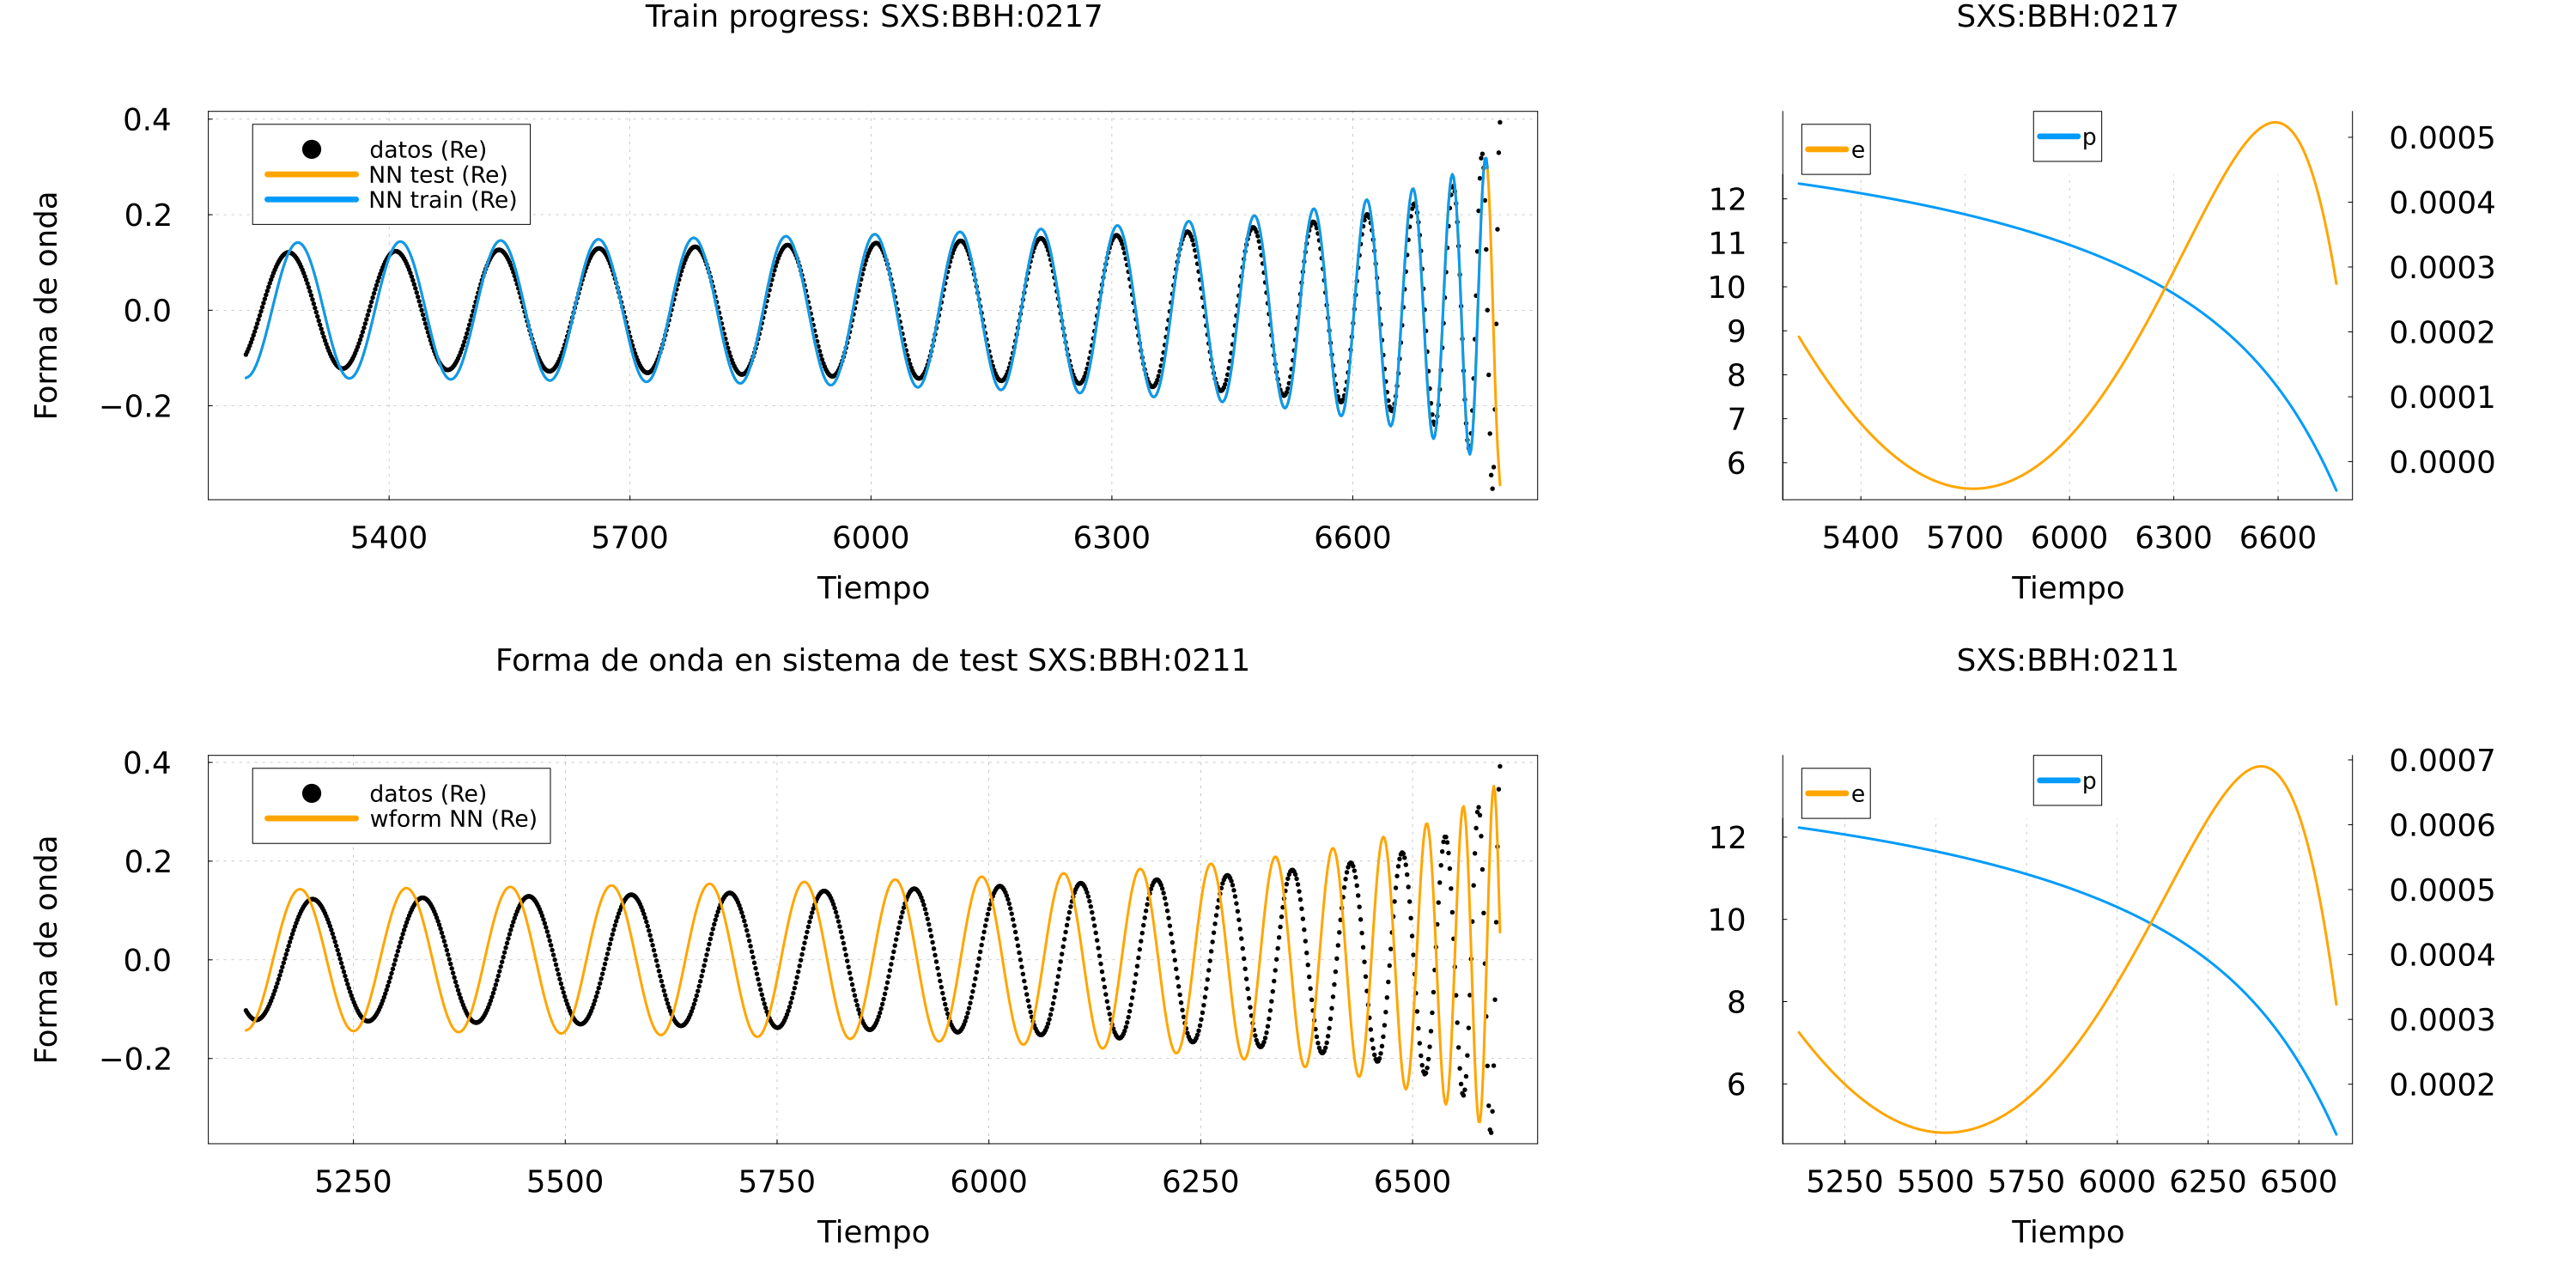 Train progress: SXS:BBH:0217
Forma de onda
0.4
0.2
0.0
−0.2
datos (Re)
NN test (Re)
NN train (Re)
5400 5700 6000 6300 6600
Tiempo
SXS:BBH:0217
e
p
12
11
10
9
8
7
6
0.0005
0.0004
0.0003
0.0002
0.0001
0.0000
5400 5700 6000 6300 6600
Tiempo
Forma de onda en sistema de test SXS:BBH:0211
Forma de onda
0.4
0.2
0.0
−0.2
datos (Re)
wform NN (Re)
5250 5500 5750 6000 6250 6500
Tiempo
SXS:BBH:0211
e
p
12
10
8
6
0.0007
0.0006
0.0005
0.0004
0.0003
0.0002
5250 5500 5750 6000 6250 6500
Tiempo